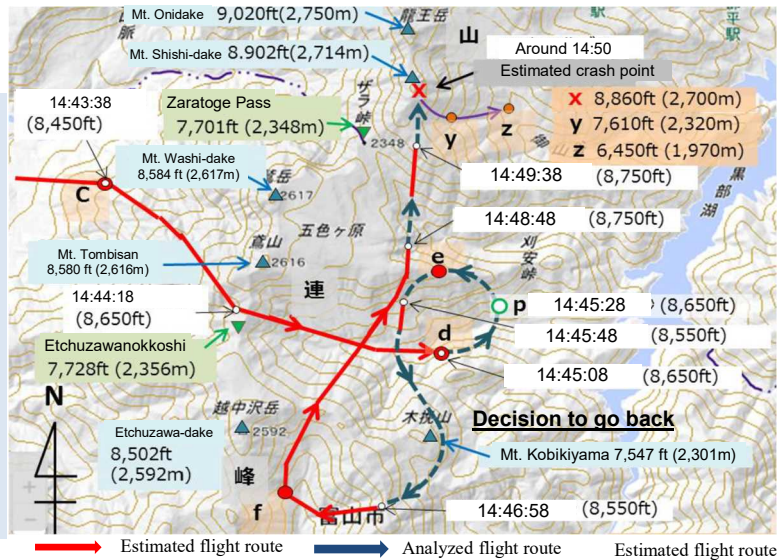 Mt. Onidake 9,020ft(2,750m)
龍王岳
山
Mt. Shishi-dake 8.902ft(2,714m)
Around 14:50
Estimated crash point
ザラ峠
14:43:38
(8,450ft)
Zaratoge Pass
7,701ft (2,348m)
2348
X 8,860ft (2,700m)
y 7,610ft (2,320m)
z 6,450ft (1,970m)
y
z
X
C
Mt. Washi-dake
8,584 ft (2,617m)
鷲岳
2617
14:49:38 (8,750ft)
黒部湖
五色ヶ原
14:48:48 (8,750ft)
Mt. Tombisan
8,580 ft (2,616m)
鳶山
2616
連
e
刈安峠
14:44:18
(8,650ft)
p
14:45:28 (8,650ft)
d
14:45:48 (8,550ft)
Etchuzawanokkoshi
7,728ft (2,356m)
14:45:08 (8,650ft)
N
越中沢岳
2592
木挽山
Decision to go back
Etchuzawa-dake
8,502ft
(2,592m)
Mt. Kobikiyama 7,547 ft (2,301m)
峰
f
富山市
14:46:58 (8,550ft)
Estimated flight route
Analyzed flight route
Estimated flight route